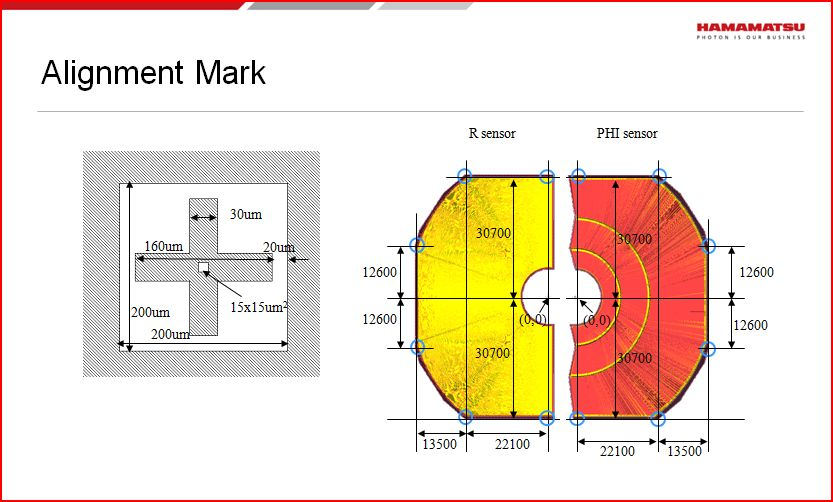 HAMAMATSU
PHOTON IS OUR BUSINESS
Alignment Mark
R sensor
PHI sensor
30um
160um
20um
15x15um²
200um
200um
30700
30700
12600
12600
12600
12600
(0,0)
(0,0)
30700
30700
13500
22100
22100
13500